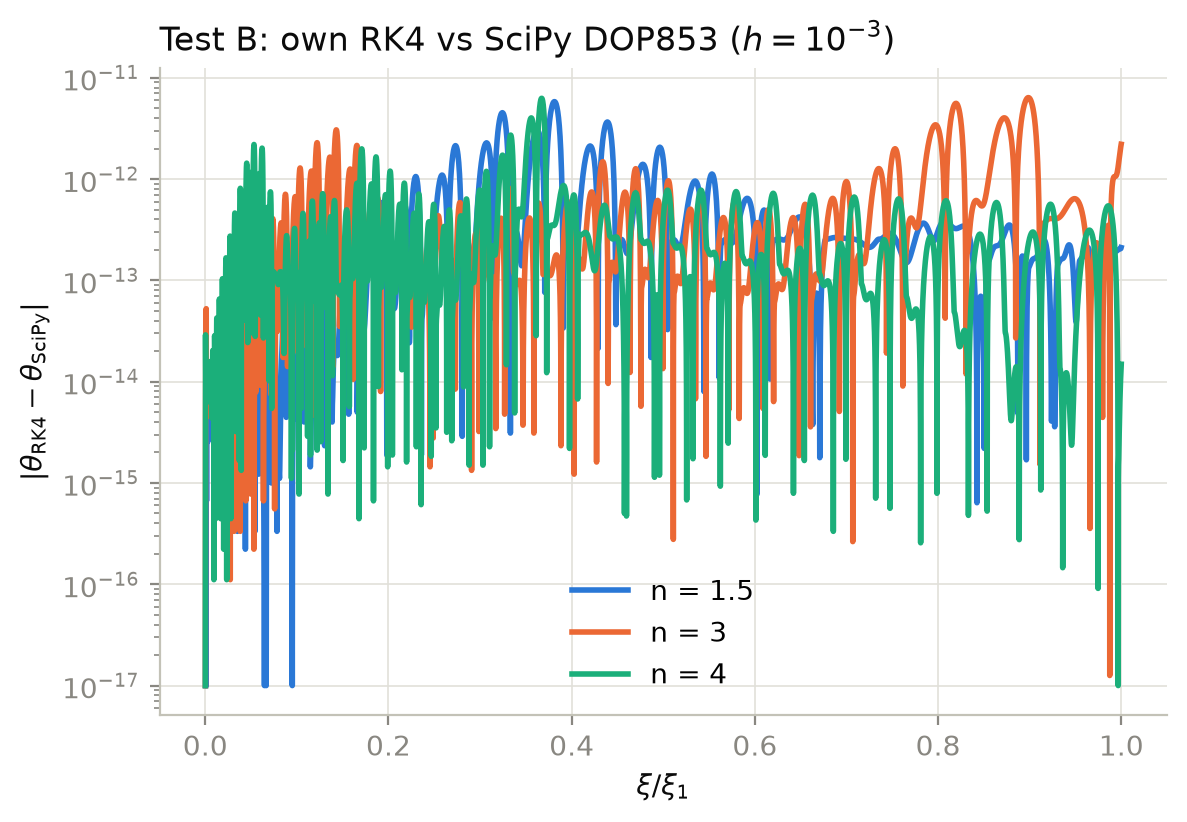 Test B: own RK4 vs SciPy DOP853 (h = 10⁻³)
10⁻¹¹
10⁻¹²
10⁻¹³
10⁻¹⁴
10⁻¹⁵
10⁻¹⁶
10⁻¹⁷
|θ_RK4 − θ_SciPy|
n = 1.5
n = 3
n = 4
0.0 0.2 0.4 0.6 0.8 1.0
ξ/ξ₁